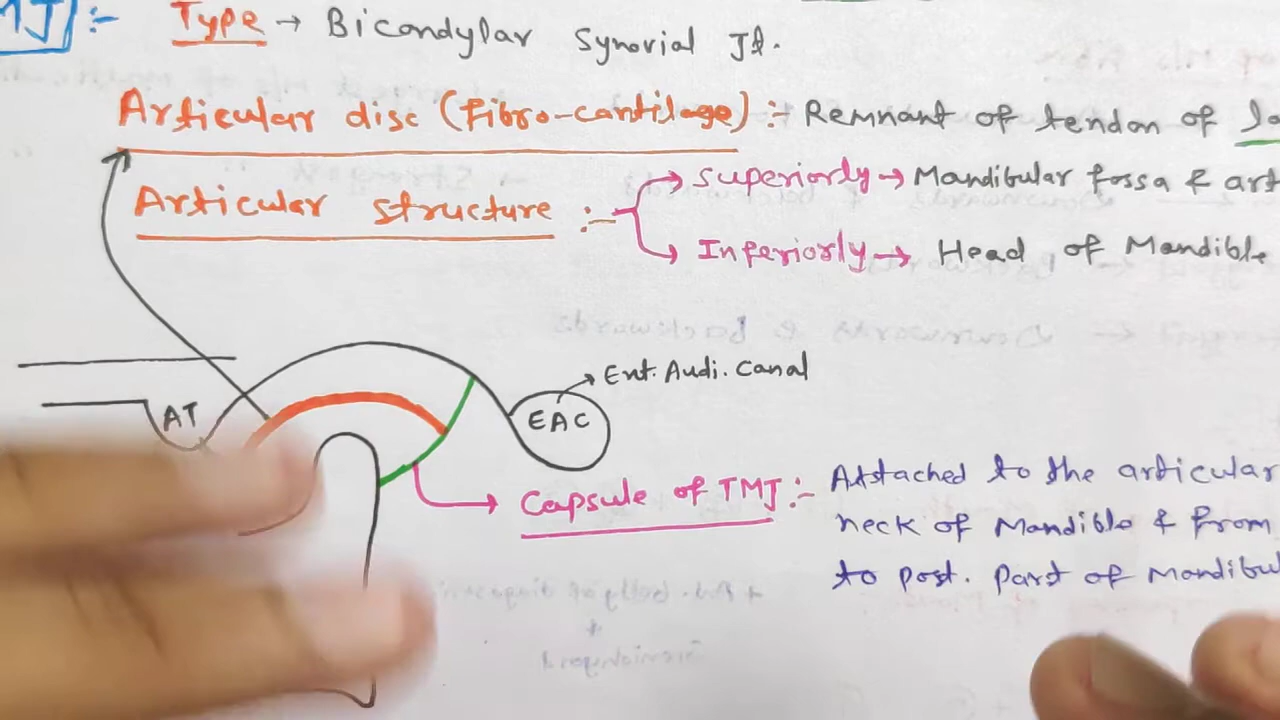 MJ :- Type → Bicondylar Synovial Jt.
Articular disc (fibro-cartilage) :- Remnant of tendon of
Articular structure :-
→ Superiorly → Mandibular fossa & art
→ Inferiorly → Head of Mandible
→ Ext. Audi. Canal
AT
EAC
→ Capsule of TMJ :- Attached to the articular
neck of Mandible & from
to post. part of Mandibu